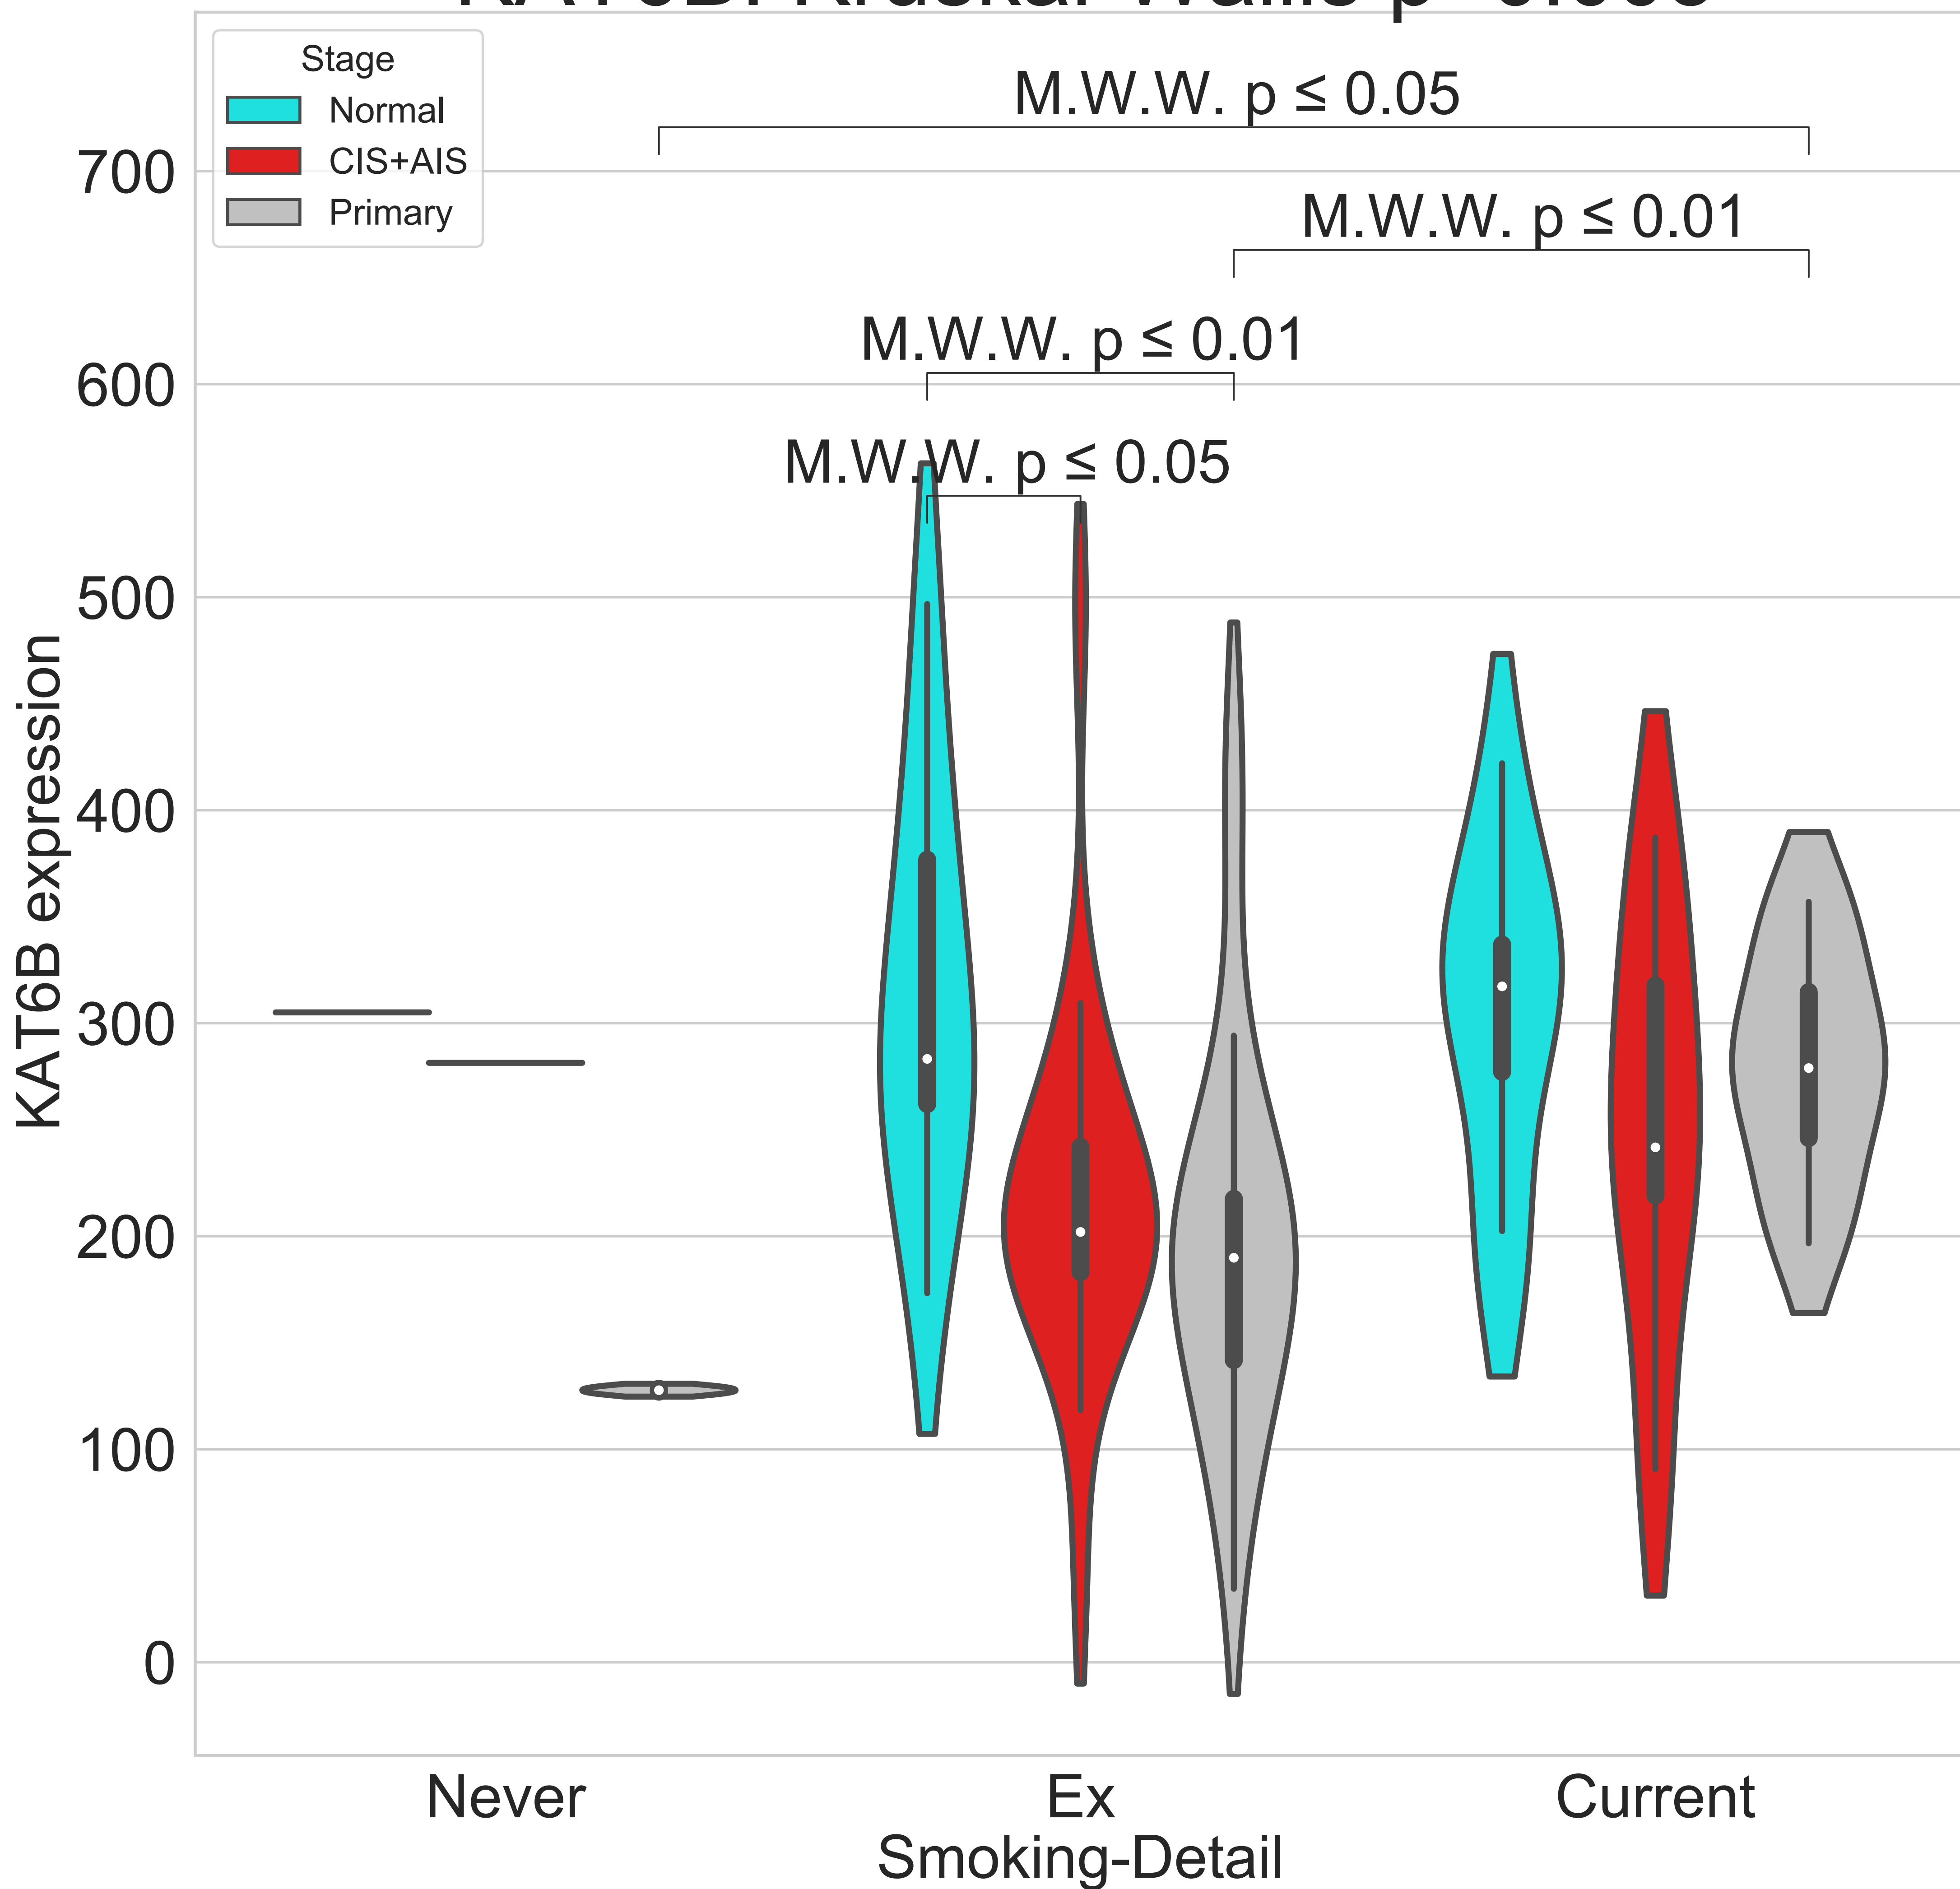 Stage
Normal
CIS+AIS
Primary
M.W.W. p ≤ 0.05
M.W.W. p ≤ 0.01
M.W.W. p ≤ 0.01
M.W.W. p ≤ 0.05
KAT6B expression
700
600
500
400
300
200
100
0
Never
Ex
Current
Smoking-Detail